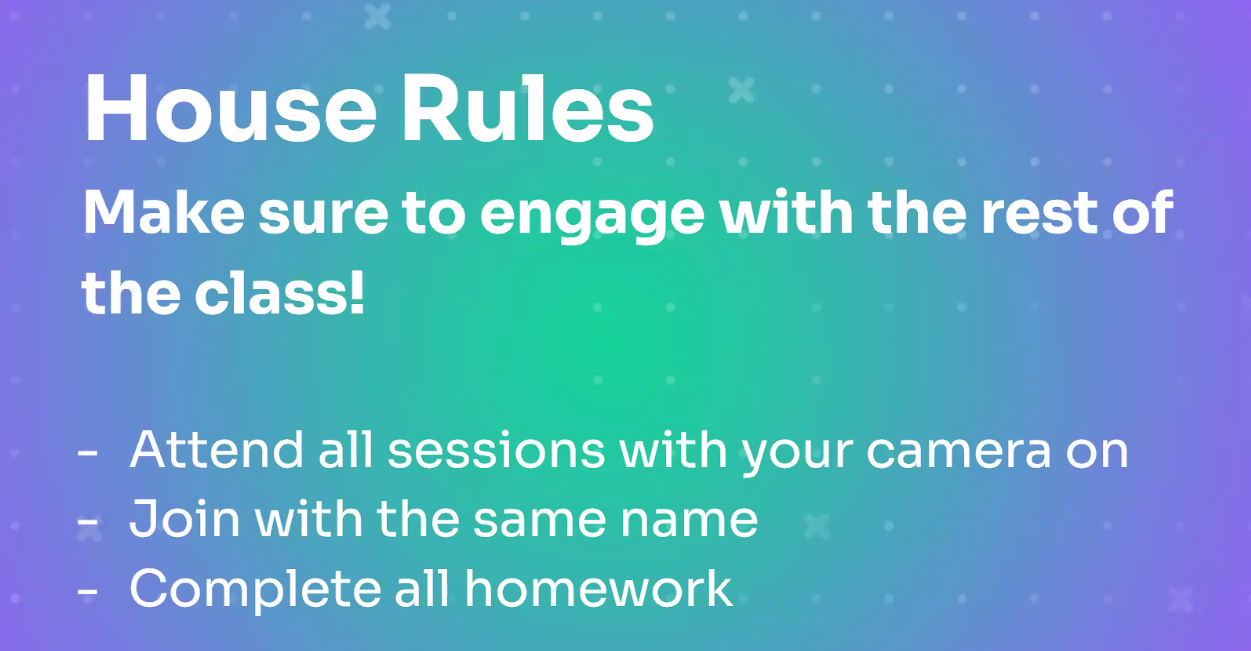 House Rules
Make sure to engage with the rest of
the class!
- Attend all sessions with your camera on
- Join with the same name
- Complete all homework